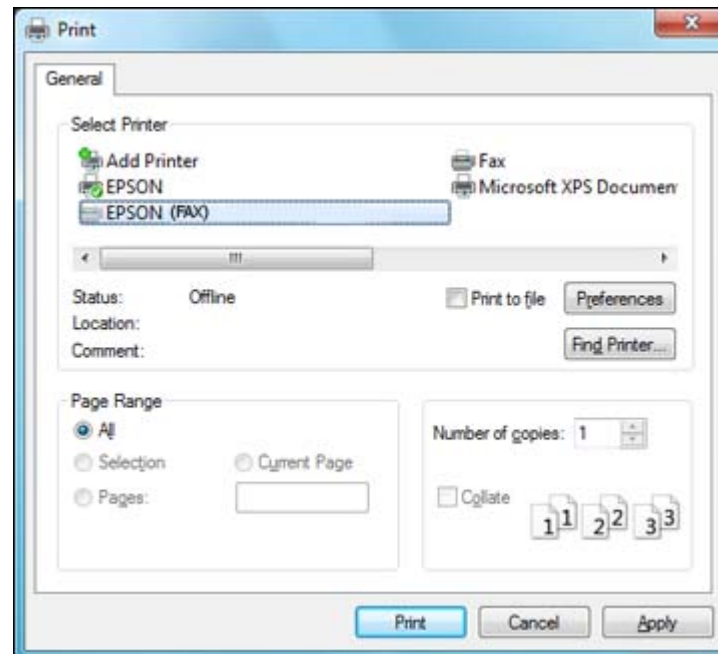 Print
General
Select Printer
Add Printer
EPSON
EPSON (FAX)
Fax
Microsoft XPS Documen
Status: Offline
Location:
Comment:
Print to file
Preferences
Find Printer...
Page Range
All
Selection
Current Page
Pages:
Number of copies: 1
Collate
1 1 2 2 3 3
Print
Cancel
Apply